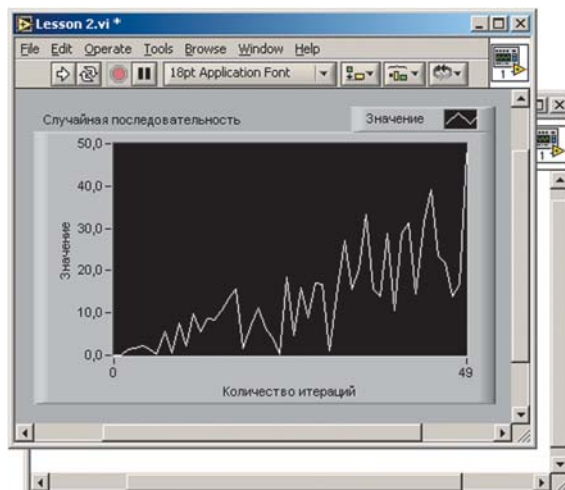 Lesson 2.vi *
File Edit Operate Tools Browse Window Help
18pt Application Font
1
1
Случайная последовательность
Значение
50,0
40,0
30,0
20,0
10,0
0,0
Значение
0
49
Количество итераций